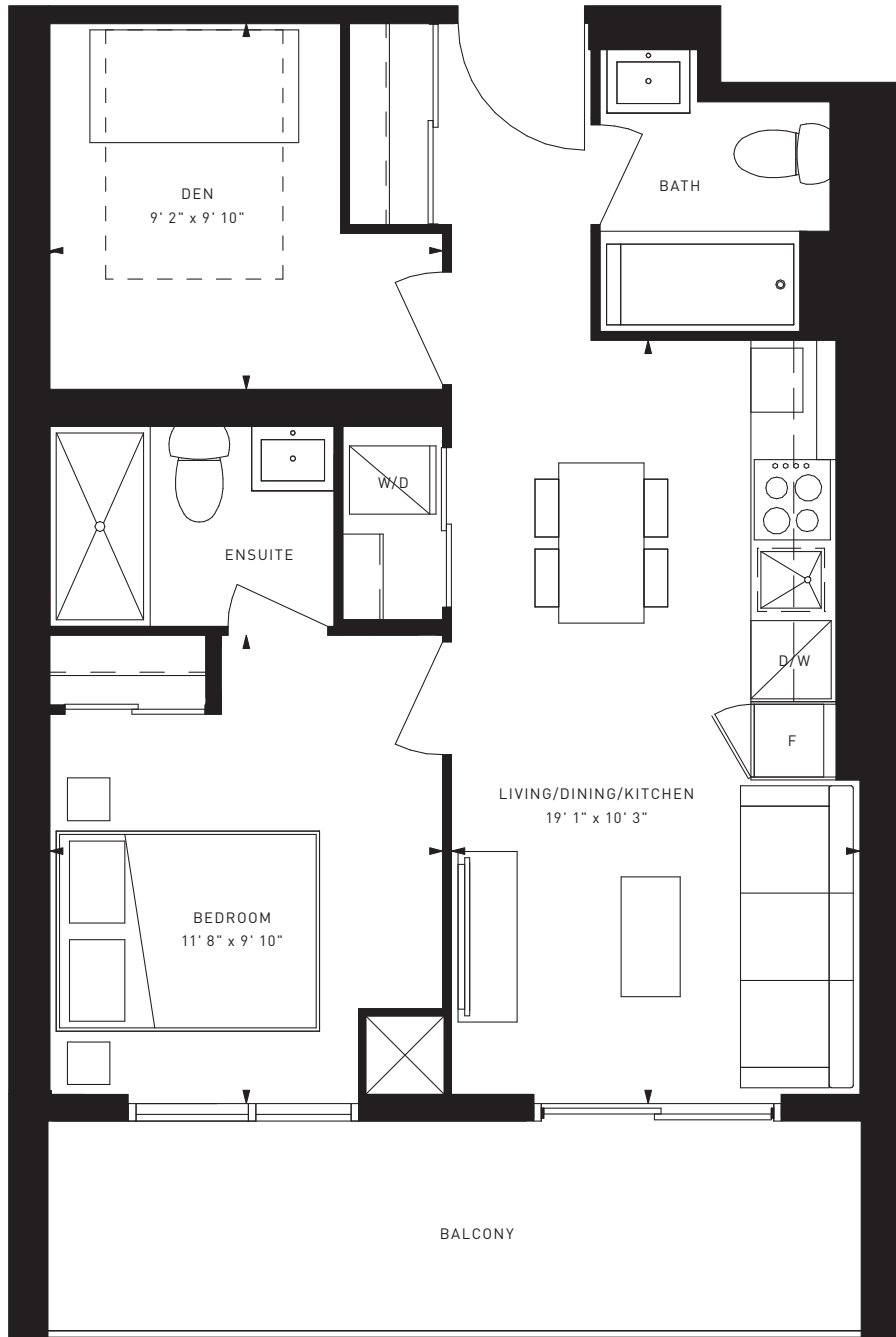 DEN
9' 2" x 9' 10"
BATH
W/D
ENSUITE
D/W
F
LIVING/DINING/KITCHEN
19' 1" x 10' 3"
BEDROOM
11' 8" x 9' 10"
BALCONY